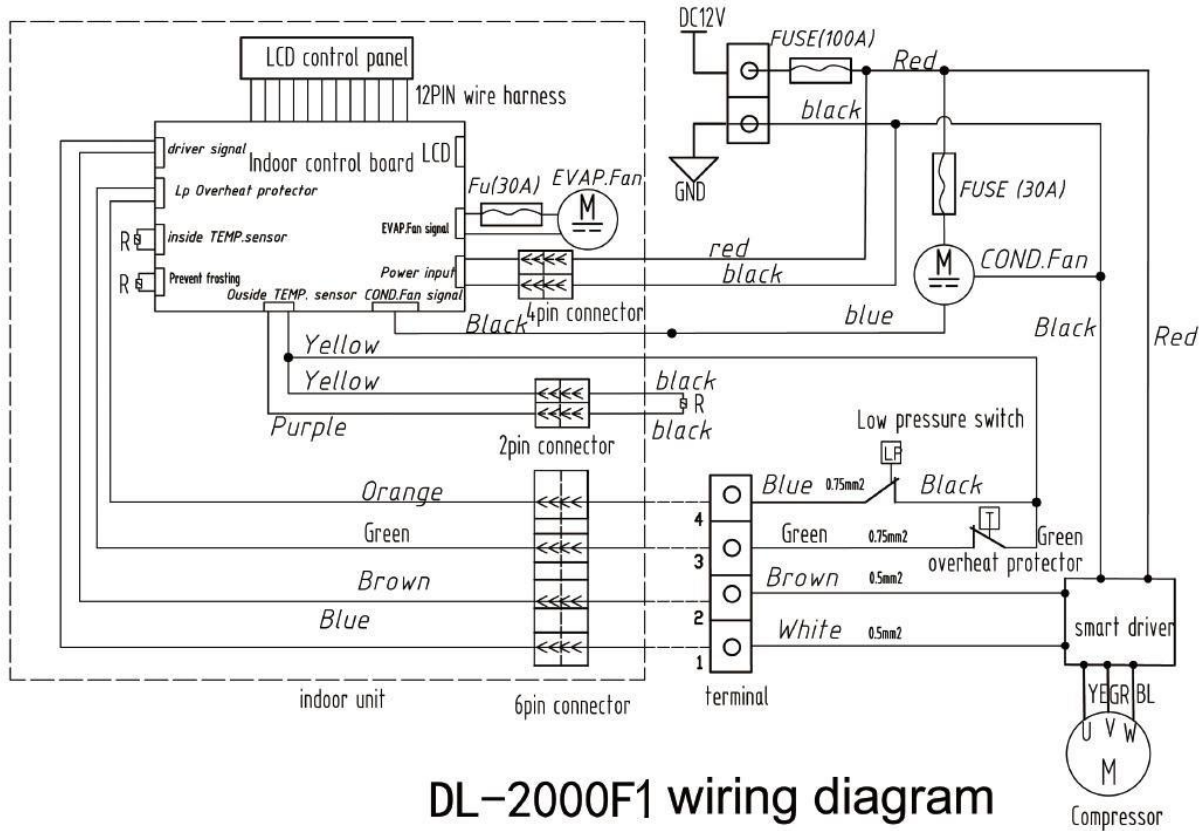 DC12V
FUSE(100A)
Red
LCD control panel
12PIN wire harness
black
driver signal
Indoor control board
LCD
Lp Overheat protector
Fu(30A)
EVAP.Fan
M
GND
FUSE (30A)
R
inside TEMP.sensor
EVAP.Fan signal
red
M
COND.Fan
R
Prevent frosting
Power input
black
Ouside TEMP. sensor
COND.Fan signal
4pin connector
Black
blue
Black
Red
Yellow
Yellow
black
R
Purple
black
2pin connector
Low pressure switch
LP
Orange
Blue
0.75mm2
Black
4
T
Green
Green
0.75mm2
Green
3
overheat protector
Brown
Brown
0.5mm2
2
Blue
White
0.5mm2
smart driver
1
indoor unit
6pin connector
terminal
YE
GR
BL
U
V
W
M
DL-2000F1 wiring diagram
Compressor